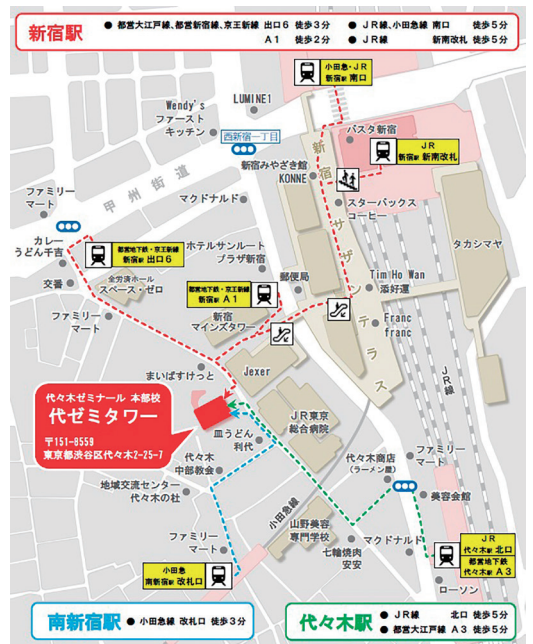 新宿駅
● 都営大江戸線、都営新宿線、京王新線 出口6 徒歩3分
A1 徒歩2分
● JR線、小田急線 南口 徒歩5分
● JR線 新南改札 徒歩5分
小田急・JR
新宿駅 南口
LUMINE1
Wendy's
ファースト
キッチン
西新宿一丁目
バスタ新宿
JR
新宿駅 新南改札
新宿みやざき館
KONNE
新宿サザンテラス
スターバックス
コーヒー
甲州街道
マクドナルド
ファミリー
マート
カレー
うどん千吉
都営地下鉄・京王新線
新宿駅 出口6
ホテルサンルート
プラザ新宿
タカシマヤ
交番
全労済ホール
スペース・ゼロ
郵便局
Tim Ho Wan
添好運
都営地下鉄・京王新線
新宿駅 A1
ファミリー
マート
新宿
マインズタワー
Franc
franc
JR線
まいばすけっと
Jexer
代々木ゼミナール 本部校
代ゼミタワー
〒151-8559
東京都渋谷区代々木2-25-7
JR東京
総合病院
皿うどん
利代
代々木
中部教会
地域交流センター
代々木の杜
代々木商店
(ラーメン屋)
ファミリー
マート
美容会館
小田急線
山野美容
専門学校
ファミリー
マート
七輪焼肉
安安
マクドナルド
JR
代々木駅 北口
都営地下鉄
代々木駅 A3
小田急
南新宿駅 改札口
ローソン
南新宿駅
● 小田急線 改札口 徒歩3分
代々木駅
● JR線 北口 徒歩5分
● 都営大江戸線 A3 徒歩5分